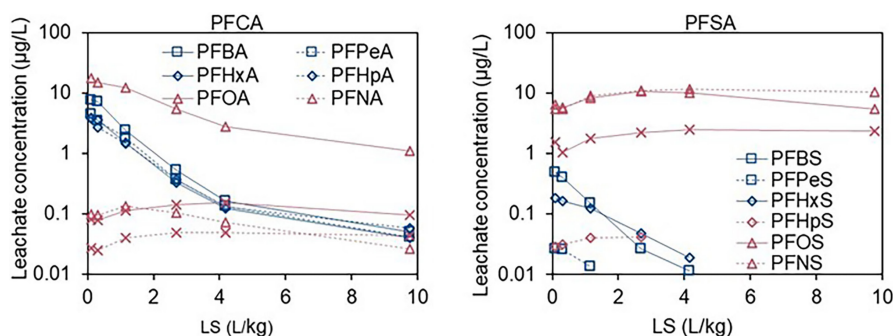 PFCA
Leachate concentration (µg/L)
100
10
1
0.1
0.01
PFBA
PFPeA
PFHxA
PFHpA
PFOA
PFNA
0 2 4 6 8 10
LS (L/kg)
PFSA
Leachate concentration (µg/L)
100
10
1
0.1
0.01
PFBS
PFPeS
PFHxS
PFHpS
PFOS
PFNS
0 2 4 6 8 10
LS (L/kg)